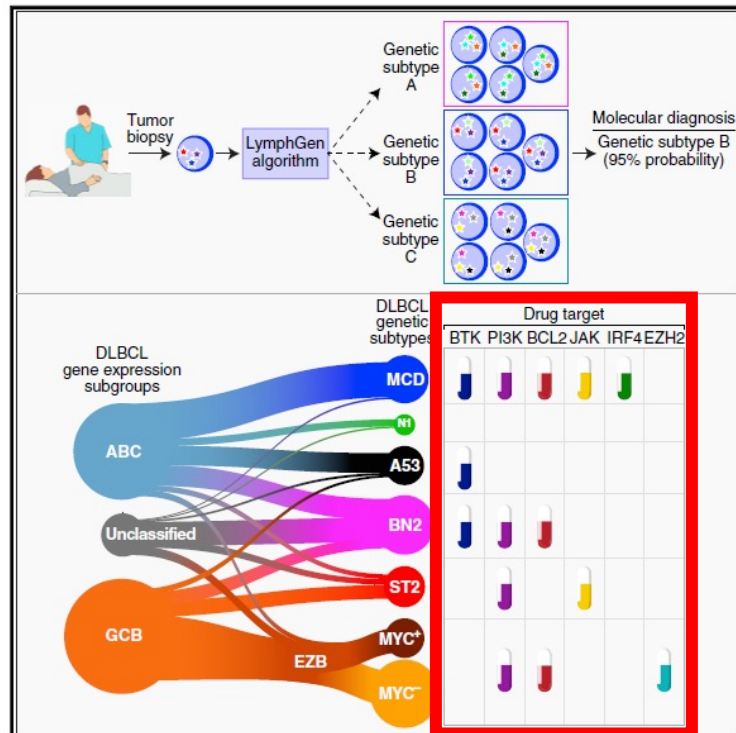 Genetic
subtype
A
Tumor
biopsy
LymphGen
algorithm
Genetic
subtype
B
Molecular diagnosis
Genetic subtype B
(95% probability)
Genetic
subtype
C
DLBCL
gene expression
subgroups
DLBCL
genetic
subtypes
Drug target
BTK PI3K BCL2 JAK IRF4 EZH2
MCD
N1
ABC
A53
Unclassified
BN2
ST2
GCB
EZB
MYC+
MYC−